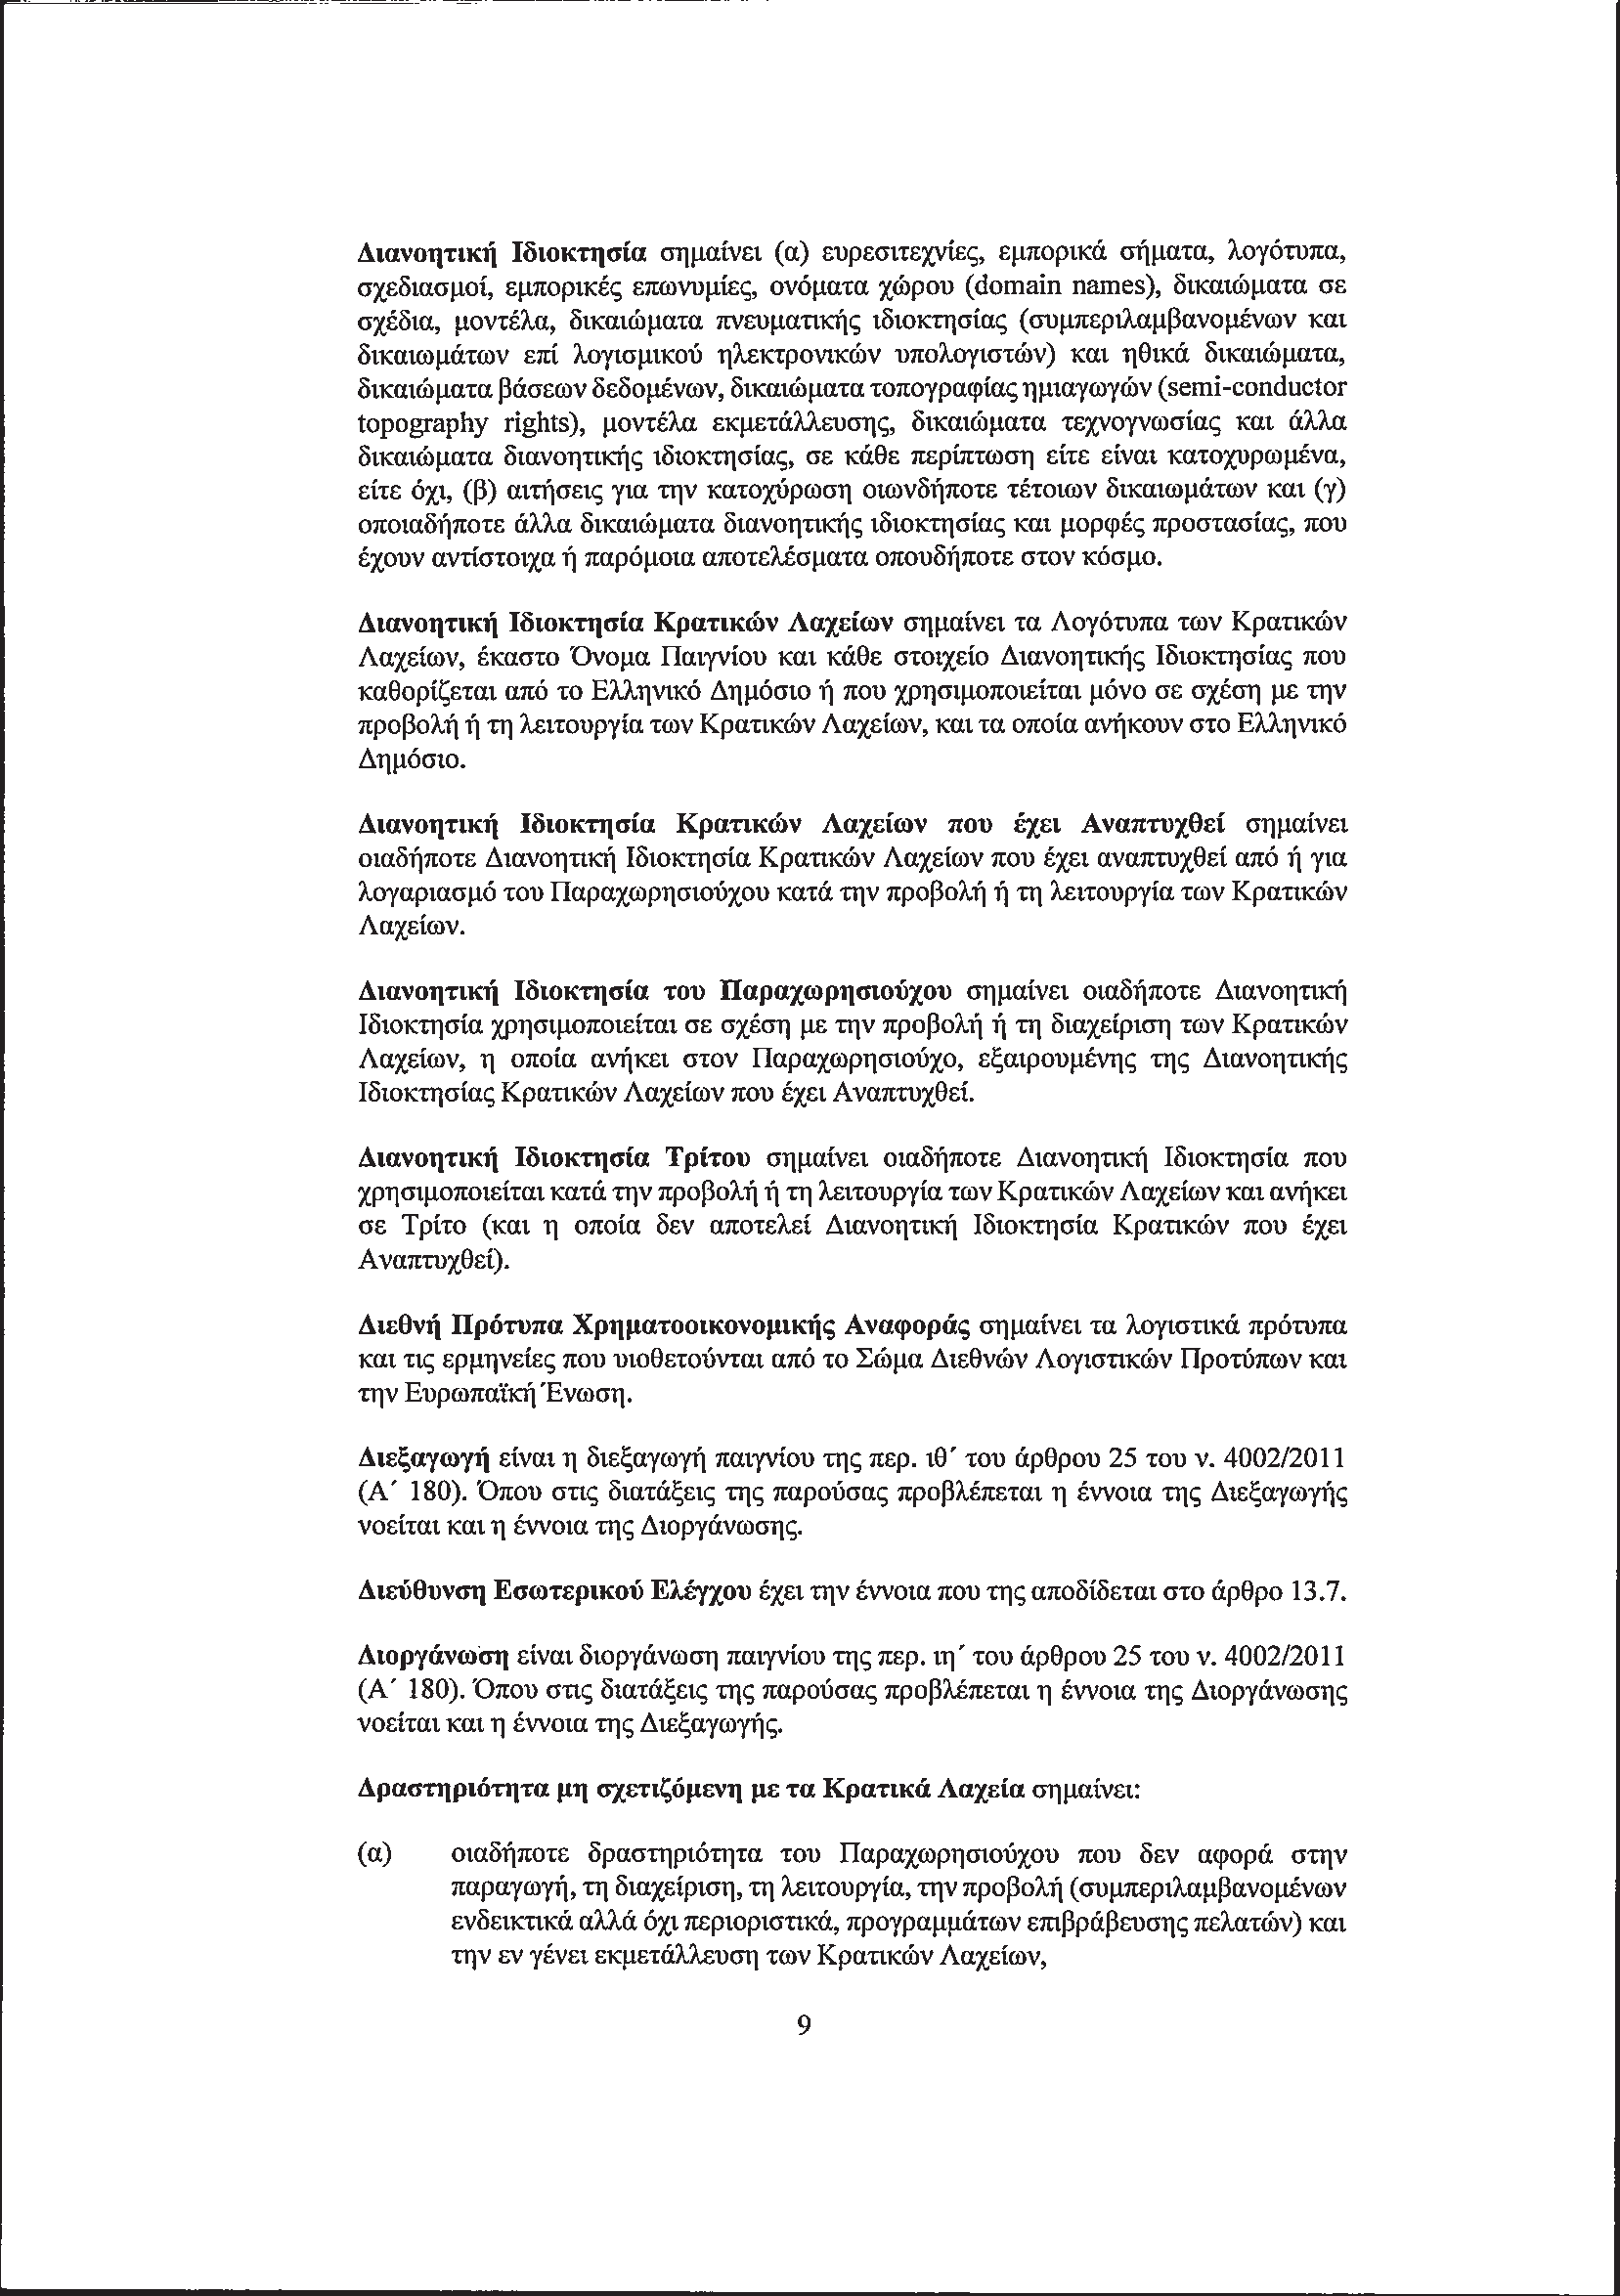 Διανοητική Ιδιοκτησία σημαίνει (α) ευρεσιτεχνίες, εμπορικά σήματα, λογότυπα,
σχεδιασμοί, εμπορικές επωνυμίες, ονόματα χώρου (domain names), δικαιώματα σε
σχέδια, μοντέλα, δικαιώματα πνευματικής ιδιοκτησίας (συμπεριλαμβανομένων και
δικαιωμάτων επί λογισμικού ηλεκτρονικών υπολογιστών) και ηθικά δικαιώματα,
δικαιώματα βάσεων δεδομένων, δικαιώματα τοπογραφίας ημιαγωγών (semi-conductor
topography rights), μοντέλα εκμετάλλευσης, δικαιώματα τεχνογνωσίας και άλλα
δικαιώματα διανοητικής ιδιοκτησίας, σε κάθε περίπτωση είτε είναι κατοχυρωμένα,
είτε όχι, (β) αιτήσεις για την κατοχύρωση οιωνδήποτε τέτοιων δικαιωμάτων και (γ)
οποιαδήποτε άλλα δικαιώματα διανοητικής ιδιοκτησίας και μορφές προστασίας, που
έχουν αντίστοιχα ή παρόμοια αποτελέσματα οπουδήποτε στον κόσμο.
Διανοητική Ιδιοκτησία Κρατικών Λαχείων σημαίνει τα Λογότυπα των Κρατικών
Λαχείων, έκαστο Όνομα Παιγνίου και κάθε στοιχείο Διανοητικής Ιδιοκτησίας που
καθορίζεται από το Ελληνικό Δημόσιο ή που χρησιμοποιείται μόνο σε σχέση με την
προβολή ή τη λειτουργία των Κρατικών Λαχείων, και τα οποία ανήκουν στο Ελληνικό
Δημόσιο.
Διανοητική Ιδιοκτησία Κρατικών Λαχείων που έχει Αναπτυχθεί σημαίνει
οιαδήποτε Διανοητική Ιδιοκτησία Κρατικών Λαχείων που έχει αναπτυχθεί από ή για
λογαριασμό του Παραχωρησιούχου κατά την προβολή ή τη λειτουργία των Κρατικών
Λαχείων.
Διανοητική Ιδιοκτησία του Παραχωρησιούχου σημαίνει οιαδήποτε Διανοητική
Ιδιοκτησία χρησιμοποιείται σε σχέση με την προβολή ή τη διαχείριση των Κρατικών
Λαχείων, η οποία ανήκει στον Παραχωρησιούχο, εξαιρουμένης της Διανοητικής
Ιδιοκτησίας Κρατικών Λαχείων που έχει Αναπτυχθεί.
Διανοητική Ιδιοκτησία Τρίτου σημαίνει οιαδήποτε Διανοητική Ιδιοκτησία που
χρησιμοποιείται κατά την προβολή ή τη λειτουργία των Κρατικών Λαχείων και ανήκει
σε Τρίτο (και η οποία δεν αποτελεί Διανοητική Ιδιοκτησία Κρατικών που έχει
Αναπτυχθεί).
Διεθνή Πρότυπα Χρηματοοικονομικής Αναφοράς σημαίνει τα λογιστικά πρότυπα
και τις ερμηνείες που υιοθετούνται από το Σώμα Διεθνών Λογιστικών Προτύπων και
την Ευρωπαϊκή Ένωση.
Διεξαγωγή είναι η διεξαγωγή παιγνίου της περ. ιθ΄ του άρθρου 25 του ν. 4002/2011
(Α΄ 180). Όπου στις διατάξεις της παρούσας προβλέπεται η έννοια της Διεξαγωγής
νοείται και η έννοια της Διοργάνωσης.
Διεύθυνση Εσωτερικού Ελέγχου έχει την έννοια που της αποδίδεται στο άρθρο 13.7.
Διοργάνωση είναι διοργάνωση παιγνίου της περ. ιη΄ του άρθρου 25 του ν. 4002/2011
(Α΄ 180). Όπου στις διατάξεις της παρούσας προβλέπεται η έννοια της Διοργάνωσης
νοείται και η έννοια της Διεξαγωγής.
Δραστηριότητα μη σχετιζόμενη με τα Κρατικά Λαχεία σημαίνει:
(α) οιαδήποτε δραστηριότητα του Παραχωρησιούχου που δεν αφορά στην
παραγωγή, τη διαχείριση, τη λειτουργία, την προβολή (συμπεριλαμβανομένων
ενδεικτικά αλλά όχι περιοριστικά, προγραμμάτων επιβράβευσης πελατών) και
την εν γένει εκμετάλλευση των Κρατικών Λαχείων,
9